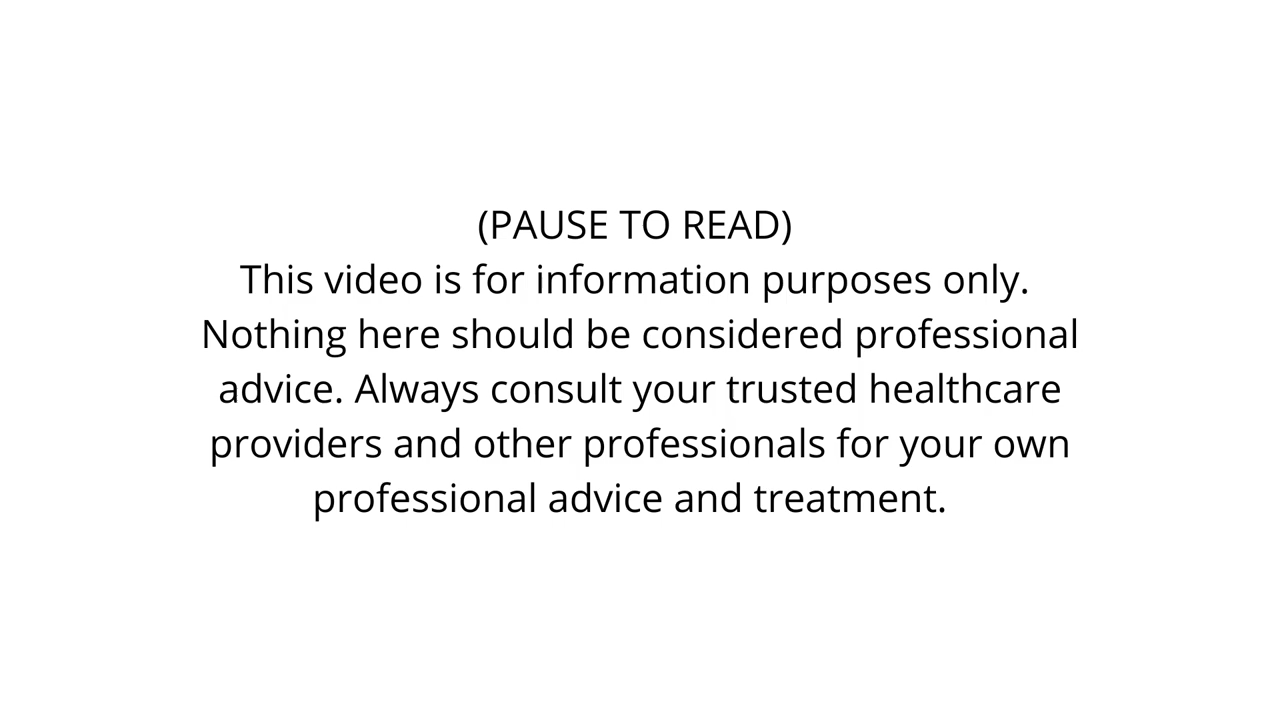 (PAUSE TO READ)
This video is for information purposes only.
Nothing here should be considered professional
advice. Always consult your trusted healthcare
providers and other professionals for your own
professional advice and treatment.